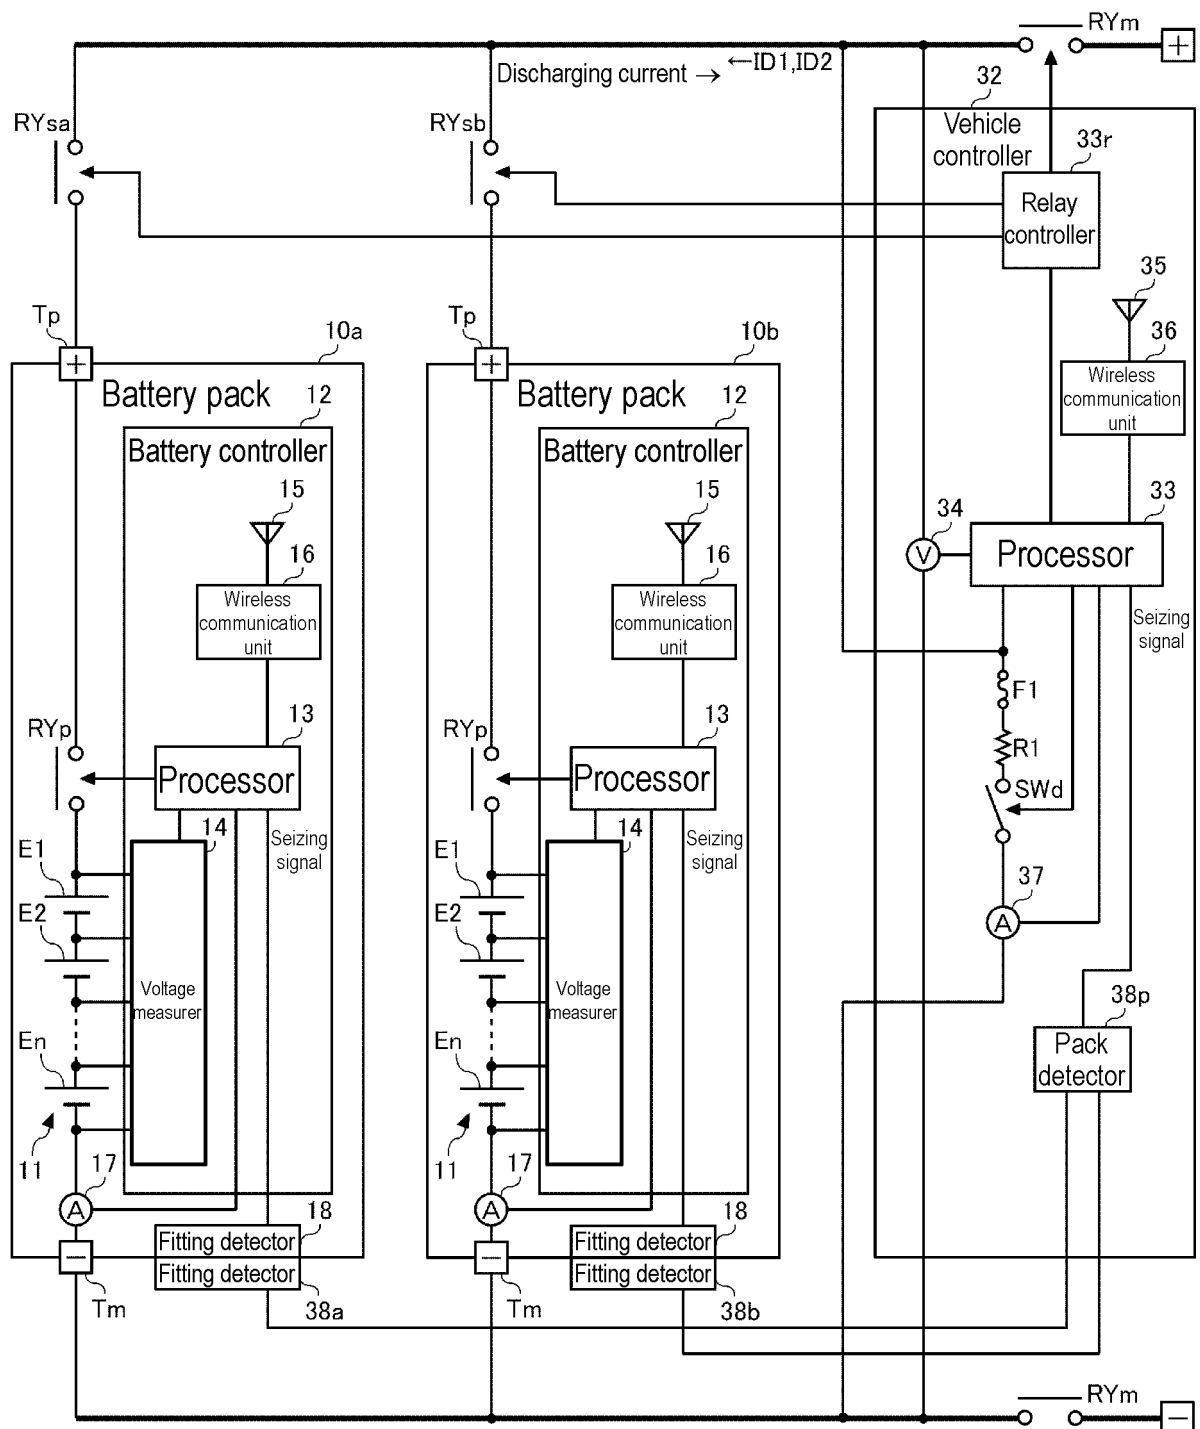 RYm
+
←ID1,ID2
Discharging current →
32
RYsa
RYsb
Vehicle
controller
33r
Relay
controller
35
36
Wireless
communication
unit
Tp
+
10a
Battery pack
12
Battery controller
15
16
Wireless
communication
unit
13
RYp
Processor
14
Seizing
signal
E1
E2
Voltage
measurer
En
11
17
A
18
Fitting detector
Fitting detector
−
Tm
38a
Tp
+
10b
Battery pack
12
Battery controller
15
16
Wireless
communication
unit
13
RYp
Processor
14
Seizing
signal
E1
E2
Voltage
measurer
En
11
17
A
18
Fitting detector
Fitting detector
−
Tm
38b
34
V
33
Processor
Seizing
signal
F1
R1
SWd
37
A
38p
Pack
detector
RYm
−